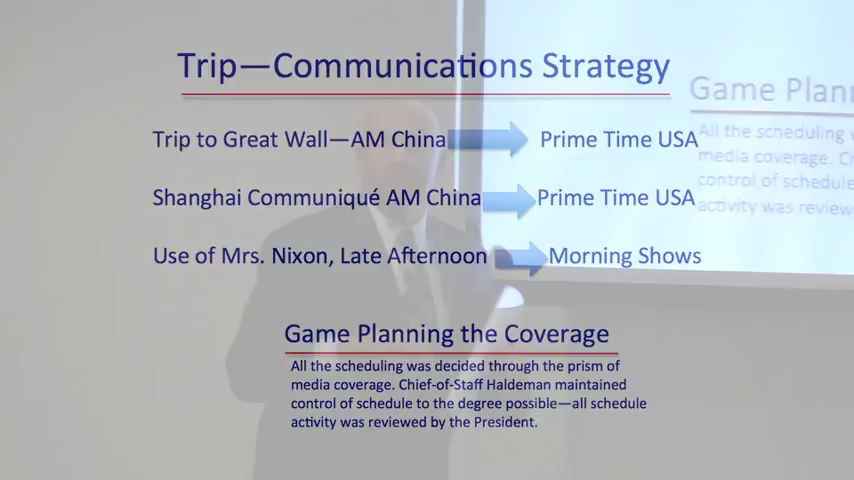 Trip—Communications Strategy
Trip to Great Wall—AM China Prime Time USA
Shanghai Communiqué AM China Prime Time USA
Use of Mrs. Nixon, Late Afternoon Morning Shows
Game Planning the Coverage
All the scheduling was decided through the prism of
media coverage. Chief-of-Staff Haldeman maintained
control of schedule to the degree possible—all schedule
activity was reviewed by the President.
Game Plann
All the scheduling
media coverage. Ch
control of schedule
activity was review